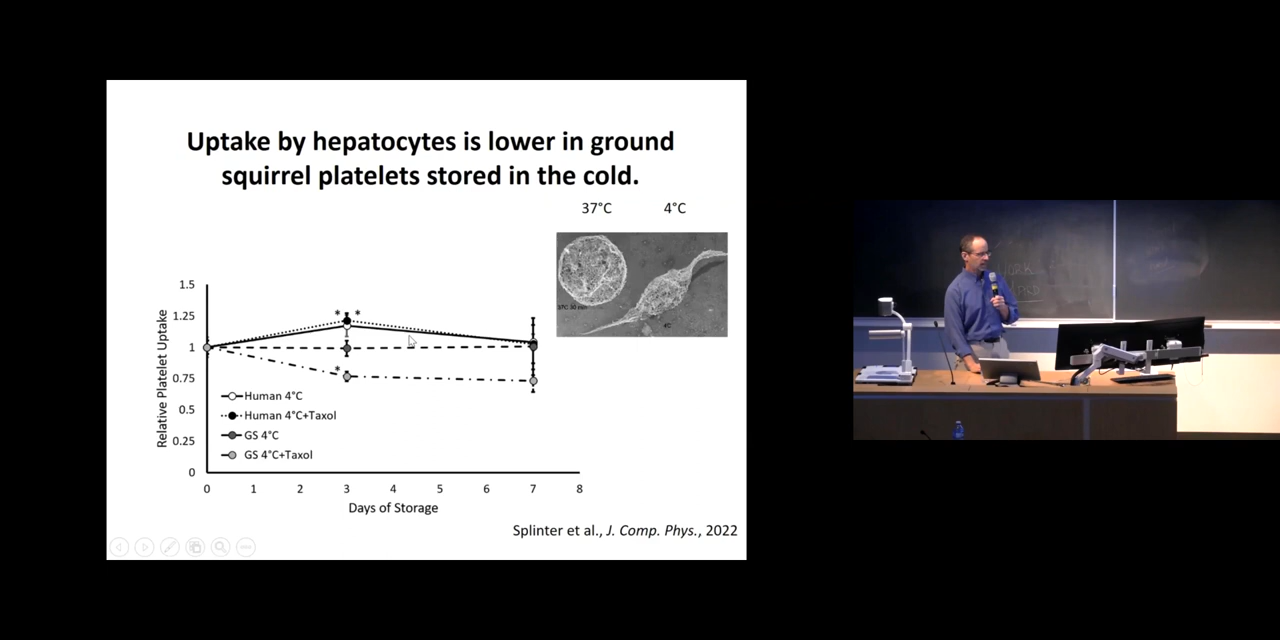 Uptake by hepatocytes is lower in ground
squirrel platelets stored in the cold.
37°C 4°C
1.5
1.25
1
0.75
0.5
0.25
0
Relative Platelet Uptake
* *
*
Human 4°C
Human 4°C+Taxol
GS 4°C
GS 4°C+Taxol
0 1 2 3 4 5 6 7 8
Days of Storage
Splinter et al., J. Comp. Phys., 2022